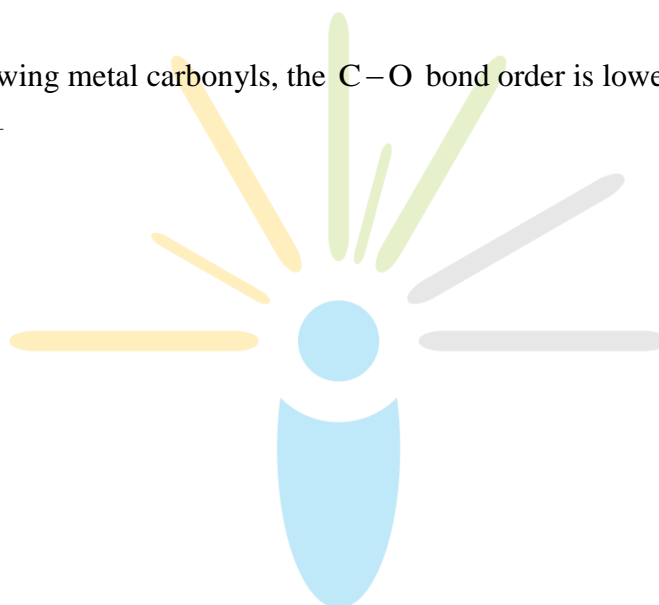 wing metal carbonyls, the C – O bond order is lowe